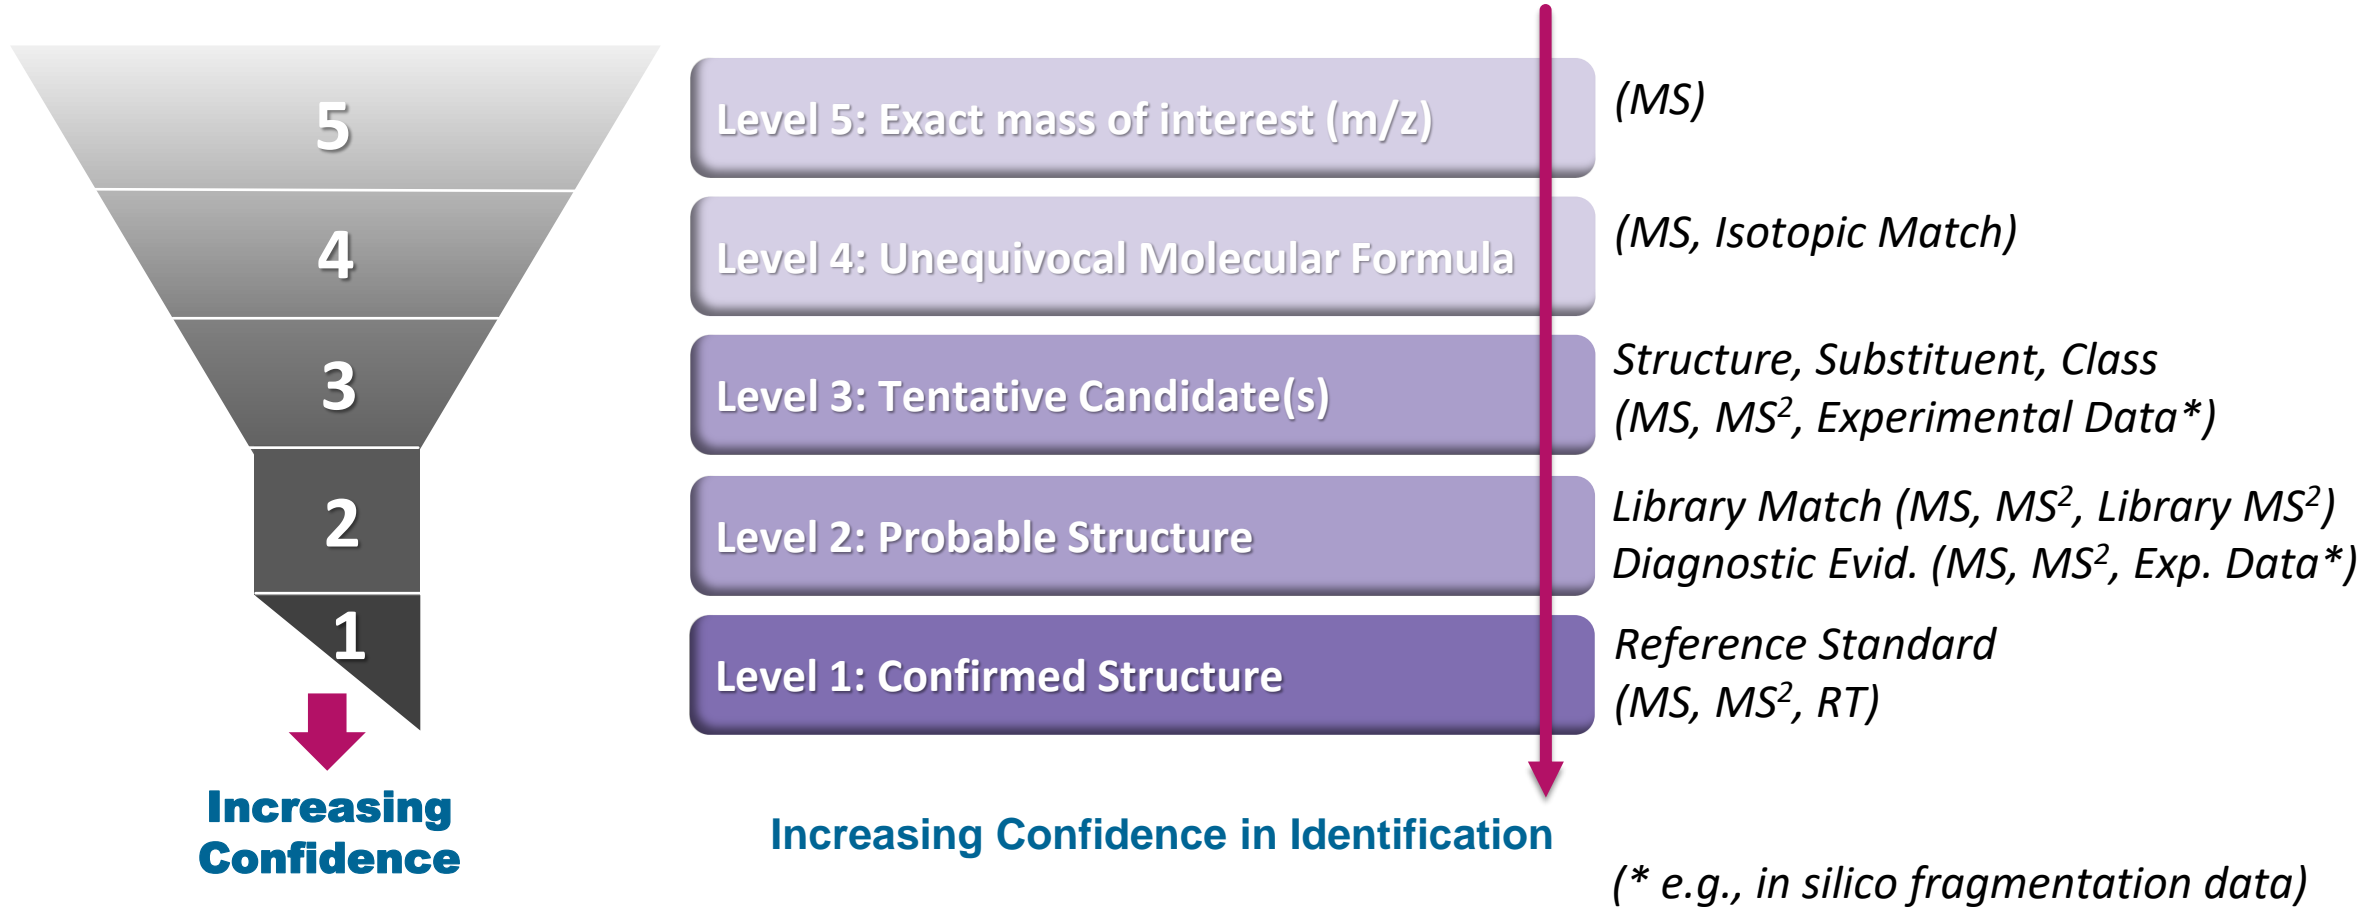 5
4
3
2
1
Increasing
Confidence
Level 5: Exact mass of interest (m/z)
(MS)
Level 4: Unequivocal Molecular Formula
(MS, Isotopic Match)
Level 3: Tentative Candidate(s)
Structure, Substituent, Class
(MS, MS², Experimental Data*)
Level 2: Probable Structure
Library Match (MS, MS², Library MS²)
Diagnostic Evid. (MS, MS², Exp. Data*)
Level 1: Confirmed Structure
Reference Standard
(MS, MS², RT)
Increasing Confidence in Identification
(* e.g., in silico fragmentation data)